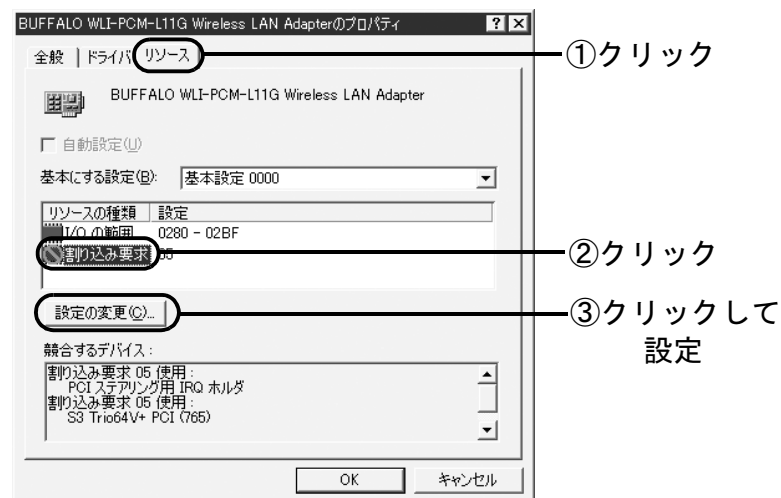 BUFFALO WLI-PCM-L11G Wireless LAN Adapterのプロパティ
全般 ドライバ リソース
①クリック
BUFFALO WLI-PCM-L11G Wireless LAN Adapter
自動設定(U)
基本にする設定(B): 基本設定 0000
リソースの種類 設定
I/O の範囲 0280 - 02BF
割り込み要求 05
②クリック
設定の変更(C)...
③クリックして
設定
競合するデバイス:
割り込み要求 05 使用:
PCI ステアリング用 IRQ ホルダ
割り込み要求 05 使用:
S3 Trio64V+ PCI (765)
OK キャンセル